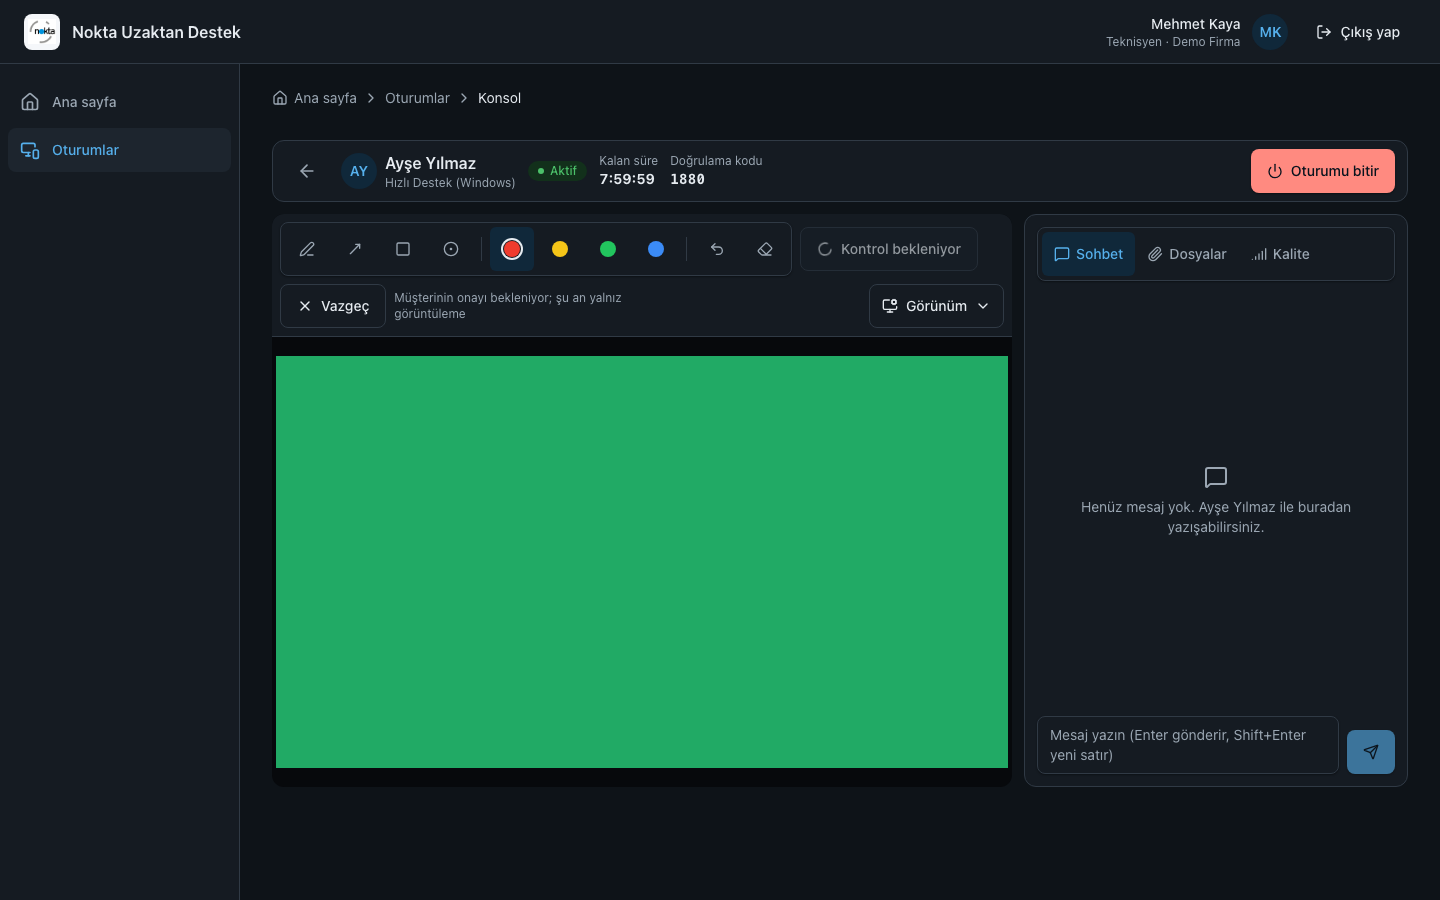 nokta
Nokta Uzaktan Destek
Mehmet Kaya
Teknisyen · Demo Firma
MK
Çıkış yap
Ana sayfa
Oturumlar
Ana sayfa
Oturumlar
Konsol
AY
Ayşe Yılmaz
Hızlı Destek (Windows)
Aktif
Kalan süre
7:59:59
Doğrulama kodu
1880
Oturumu bitir
Kontrol bekleniyor
Vazgeç
Müşterinin onayı bekleniyor; şu an yalnız
görüntüleme
Görünüm
Sohbet
Dosyalar
Kalite
Henüz mesaj yok. Ayşe Yılmaz ile buradan
yazışabilirsiniz.
Mesaj yazın (Enter gönderir, Shift+Enter
yeni satır)